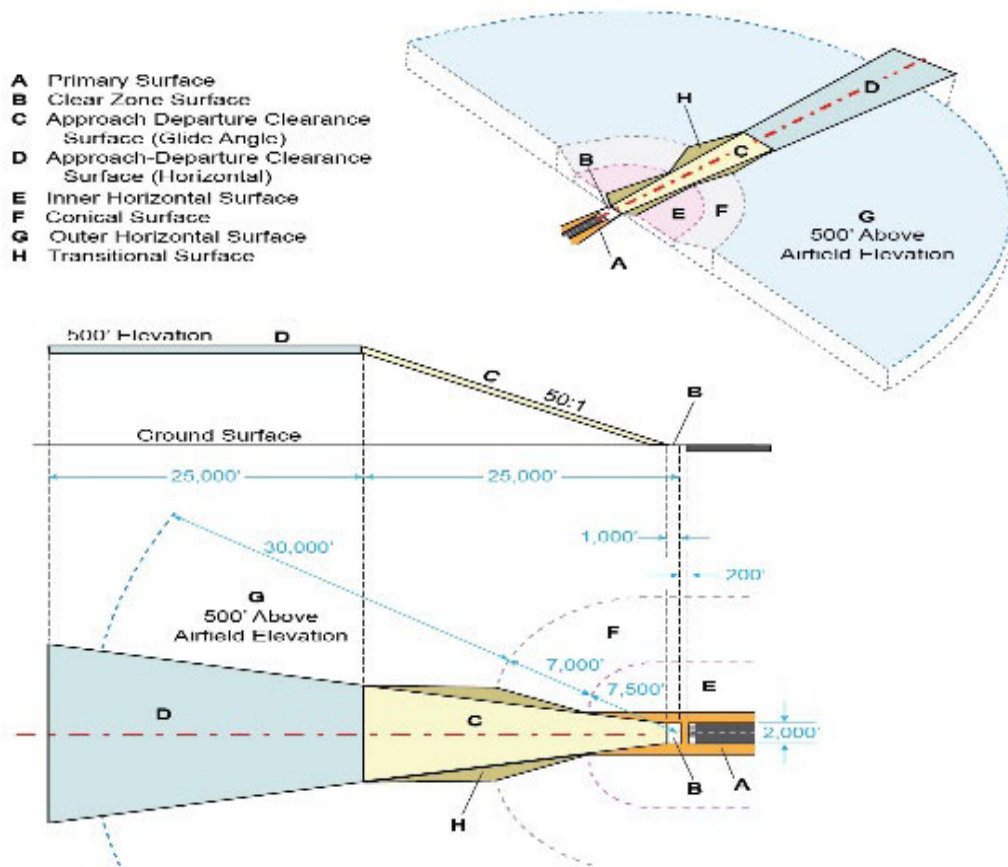 A Primary Surface
B Clear Zone Surface
C Approach Departure Clearance
Surface (Glide Angle)
D Approach-Departure Clearance
Surface (Horizontal)
E Inner Horizontal Surface
F Conical Surface
G Outer Horizontal Surface
H Transitional Surface
D
H
C
B
E
F
G
500' Above
Airfield Elevation
A
500' Elevation D
C
50:1
B
Ground Surface
25,000' 25,000'
1,000'
30,000'
200'
G
500' Above
Airfield Elevation
F
7,000'
7,500'
E
D
C
2,000'
B
A
H